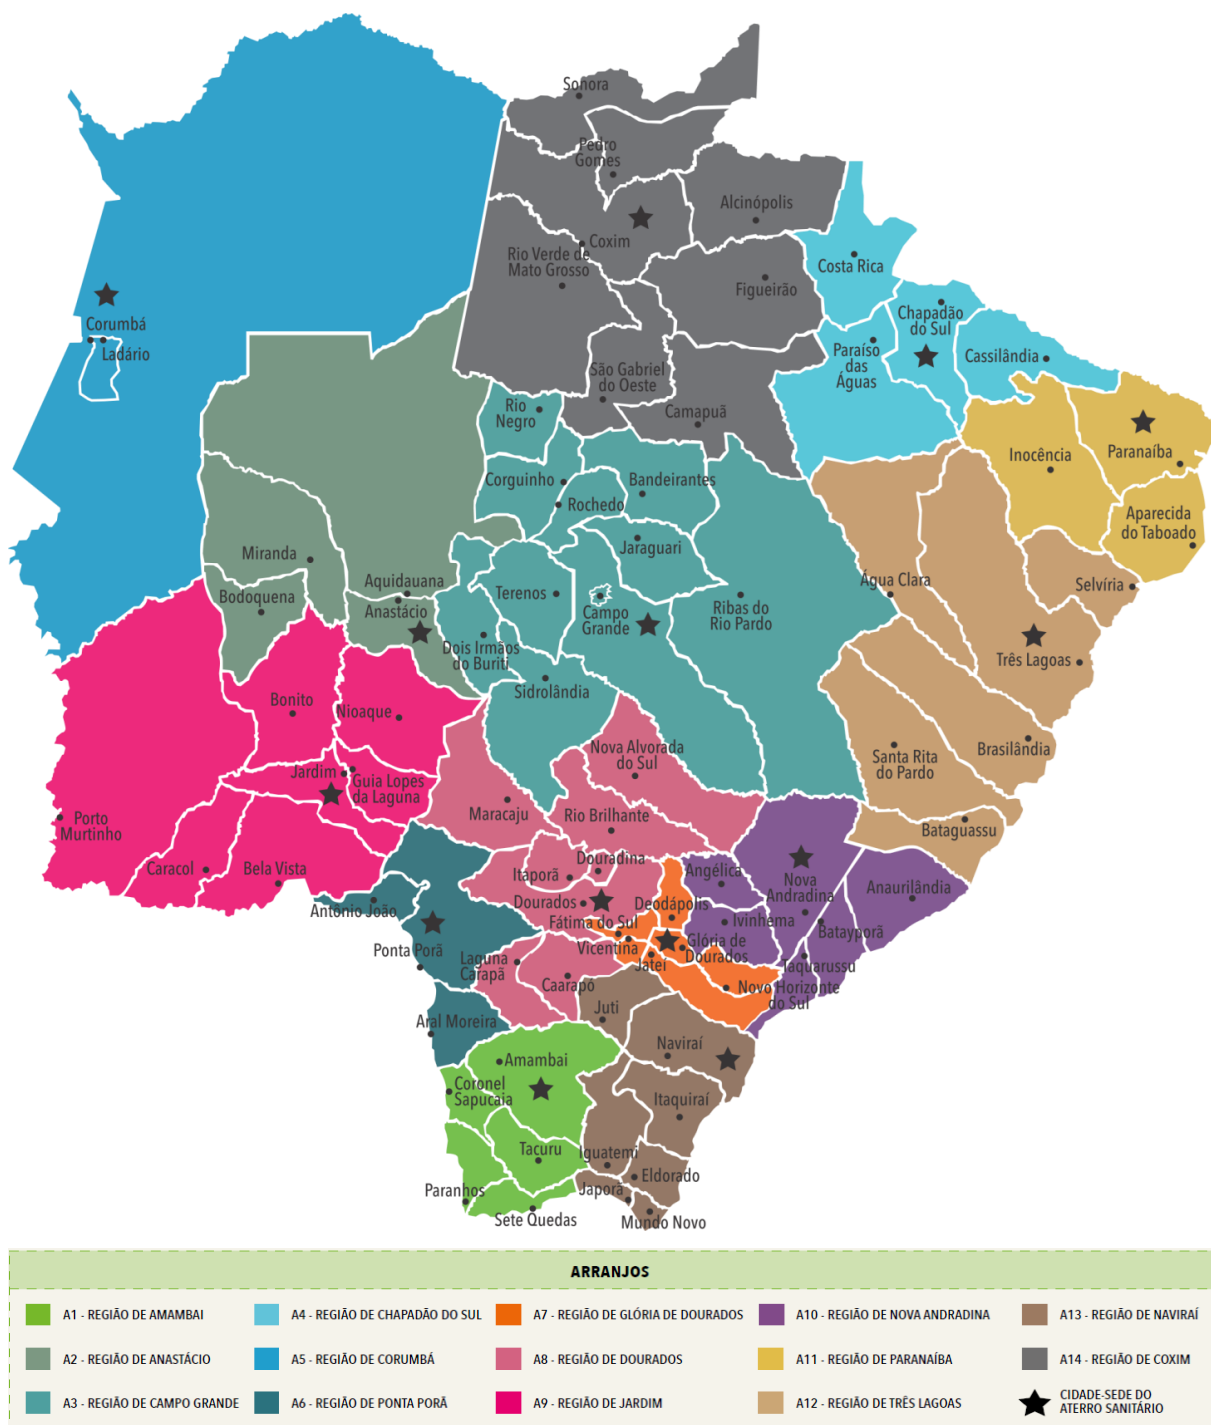 Sonora
Pedro
Gomes
Alcinópolis
Coxim
Rio Verde de
Mato Grosso
Costa Rica
Figueirão
Corumbá
Ladário
Chapadão
do Sul
Paraíso
das
Águas
Cassilândia
São Gabriel
do Oeste
Rio
Negro
Camapuã
Inocência
Paranaíba
Corguinho
Bandeirantes
Rochedo
Aparecida
do Taboado
Jaraguari
Miranda
Aquidauana
Bodoquena
Anastácio
Terenos
Campo
Grande
Ribas do
Rio Pardo
Água Clara
Selvíria
Dois Irmãos
do Buriti
Três Lagoas
Sidrolândia
Bonito
Nioaque
Nova Alvorada
do Sul
Santa Rita
do Pardo
Brasilândia
Jardim
Guia Lopes
da Laguna
Porto
Murtinho
Maracaju
Rio Brilhante
Bataguassu
Caracol
Bela Vista
Itaporã
Douradina
Angélica
Nova
Andradina
Anaurilândia
Antônio João
Dourados
Deodápolis
Fátima do Sul
Ivinhema
Batayporã
Ponta Porã
Vicentina
Glória de
Dourados
Laguna
Carapã
Jateí
Taquarussu
Caarapó
Novo Horizonte
do Sul
Juti
Aral Moreira
Naviraí
Amambai
Coronel
Sapucaia
Itaquiraí
Tacuru
Iguatemi
Eldorado
Paranhos
Japorã
Sete Quedas
Mundo Novo
ARRANJOS
A1 - REGIÃO DE AMAMBAI
A4 - REGIÃO DE CHAPADÃO DO SUL
A7 - REGIÃO DE GLÓRIA DE DOURADOS
A10 - REGIÃO DE NOVA ANDRADINA
A13 - REGIÃO DE NAVIRAÍ
A2 - REGIÃO DE ANASTÁCIO
A5 - REGIÃO DE CORUMBÁ
A8 - REGIÃO DE DOURADOS
A11 - REGIÃO DE PARANAÍBA
A14 - REGIÃO DE COXIM
A3 - REGIÃO DE CAMPO GRANDE
A6 - REGIÃO DE PONTA PORÃ
A9 - REGIÃO DE JARDIM
A12 - REGIÃO DE TRÊS LAGOAS
CIDADE-SEDE DO
ATERRO SANITÁRIO